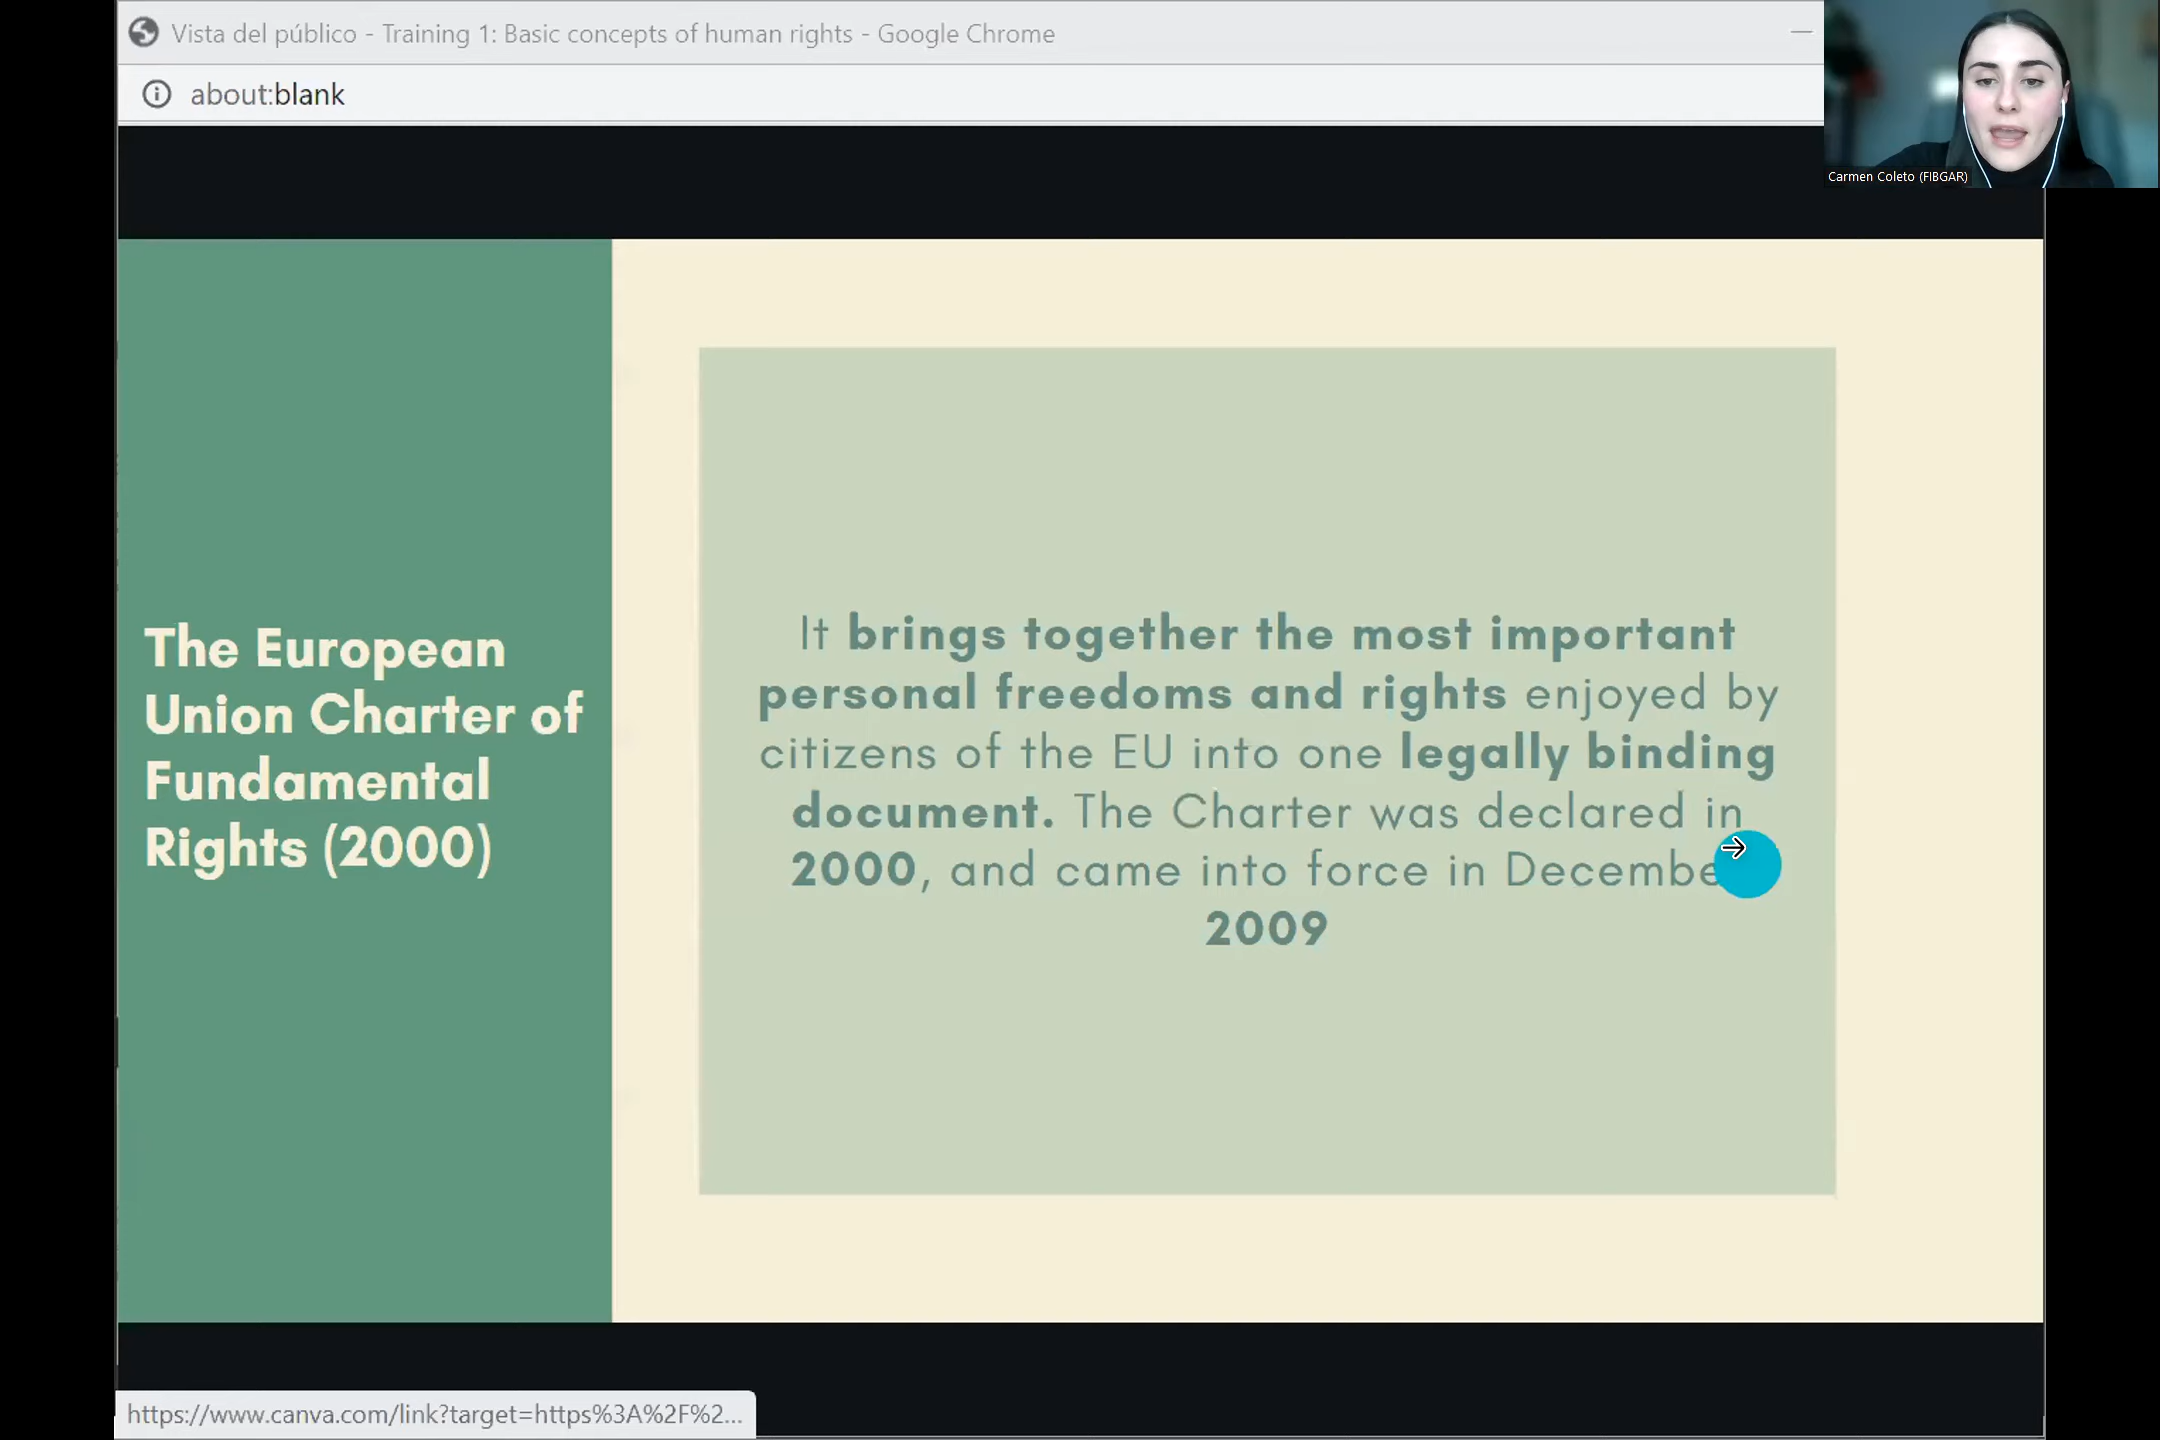 Vista del público - Training 1: Basic concepts of human rights - Google Chrome
about:blank
Carmen Coleto (FIBGAR)
The European
Union Charter of
Fundamental
Rights (2000)
It brings together the most important
personal freedoms and rights enjoyed by
citizens of the EU into one legally binding
document. The Charter was declared in
2000, and came into force in Decembe
2009
https://www.canva.com/link?target=https%3A%2F%2...